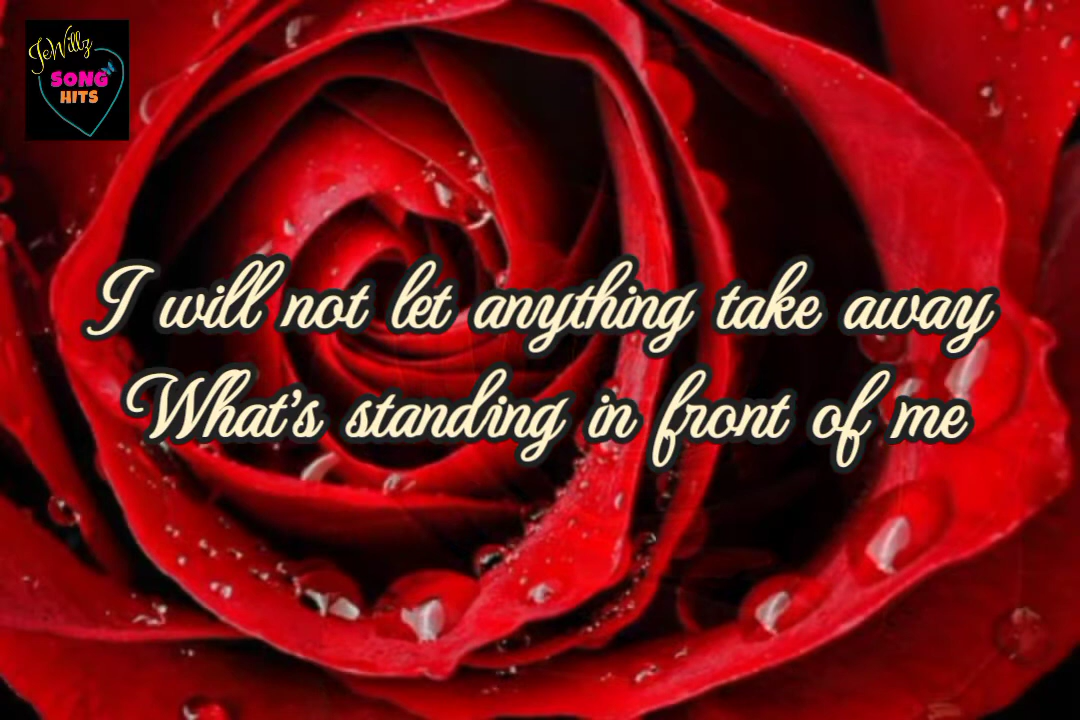 JeWillz
SONG
HITS
I will not let anything take away
What's standing in front of me